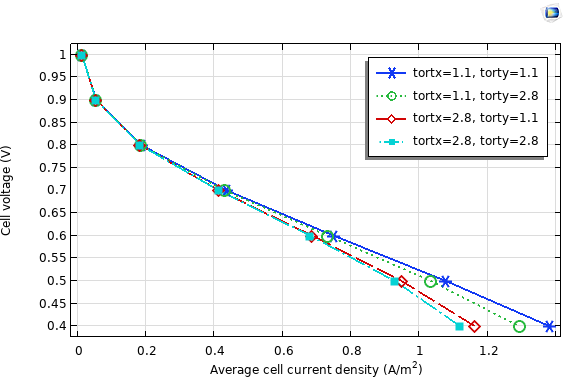 1
0.95
0.9
0.85
0.8
0.75
0.7
0.65
0.6
0.55
0.5
0.45
0.4
Cell voltage (V)
tortx=1.1, torty=1.1
tortx=1.1, torty=2.8
tortx=2.8, torty=1.1
tortx=2.8, torty=2.8
0 0.2 0.4 0.6 0.8 1 1.2
Average cell current density (A/m²)